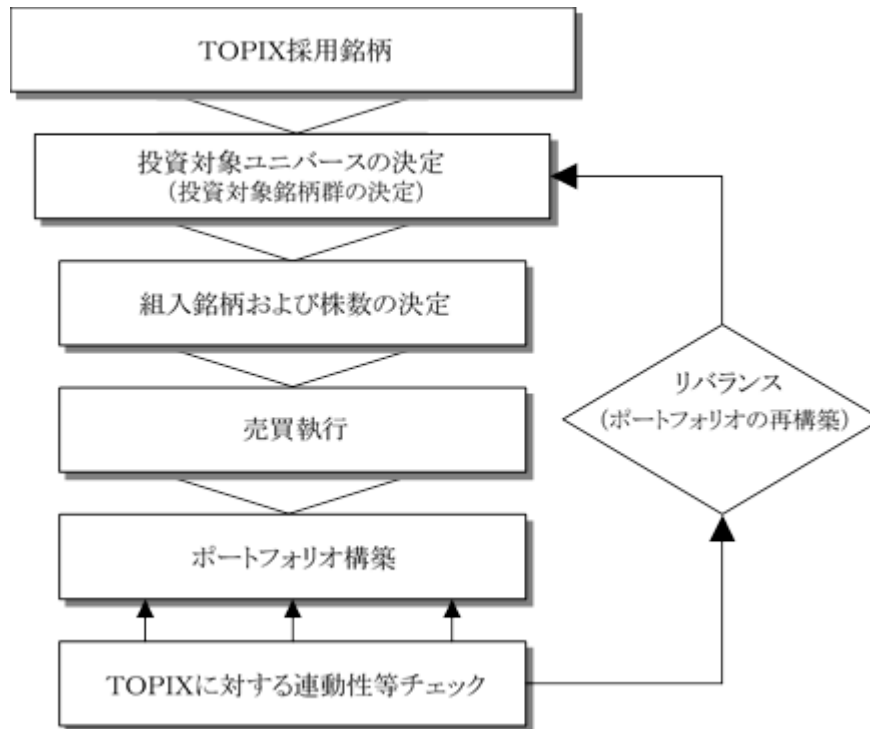 TOPIX採用銘柄
投資対象ユニバースの決定
(投資対象銘柄群の決定)
組入銘柄および株数の決定
売買執行
ポートフォリオ構築
TOPIXに対する連動性等チェック
リバランス
(ポートフォリオの再構築)